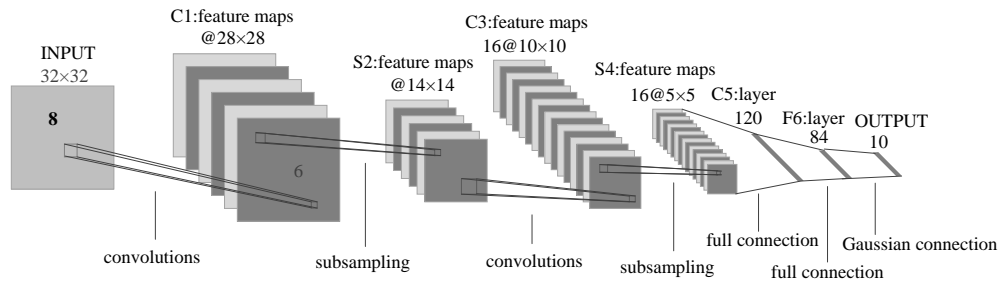 INPUT
32×32
8
C1:feature maps
@28×28
6
S2:feature maps
@14×14
C3:feature maps
16@10×10
S4:feature maps
16@5×5
C5:layer
120
F6:layer
84
OUTPUT
10
convolutions
subsampling
convolutions
subsampling
full connection
full connection
Gaussian connection